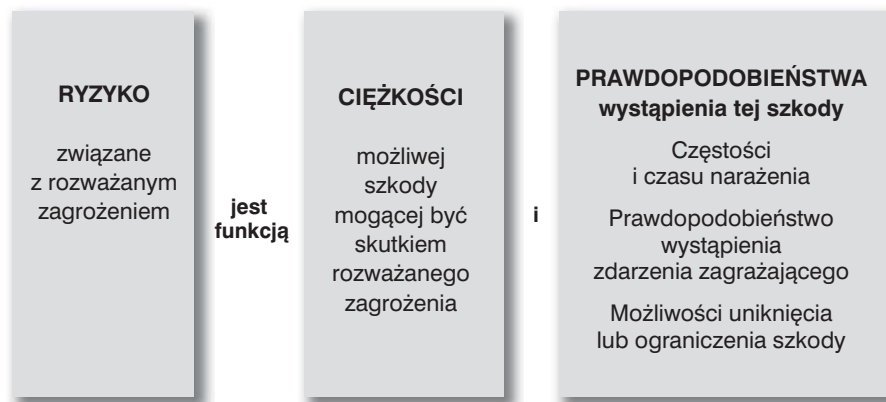 RYZYKO
związane
z rozważanym
zagrożeniem
jest
funkcją
CIĘŻKOŚCI
możliwej
szkody
mogącej być
skutkiem
rozważanego
zagrożenia
i
PRAWDOPODOBIEŃSTWA
wystąpienia tej szkody
Częstości
i czasu narażenia
Prawdopodobieństwo
wystąpienia
zdarzenia zagrażającego
Możliwości uniknięcia
lub ograniczenia szkody